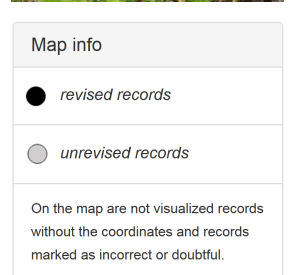 Map info
revised records
unrevised records
On the map are not visualized records
without the coordinates and records
marked as incorrect or doubtful.